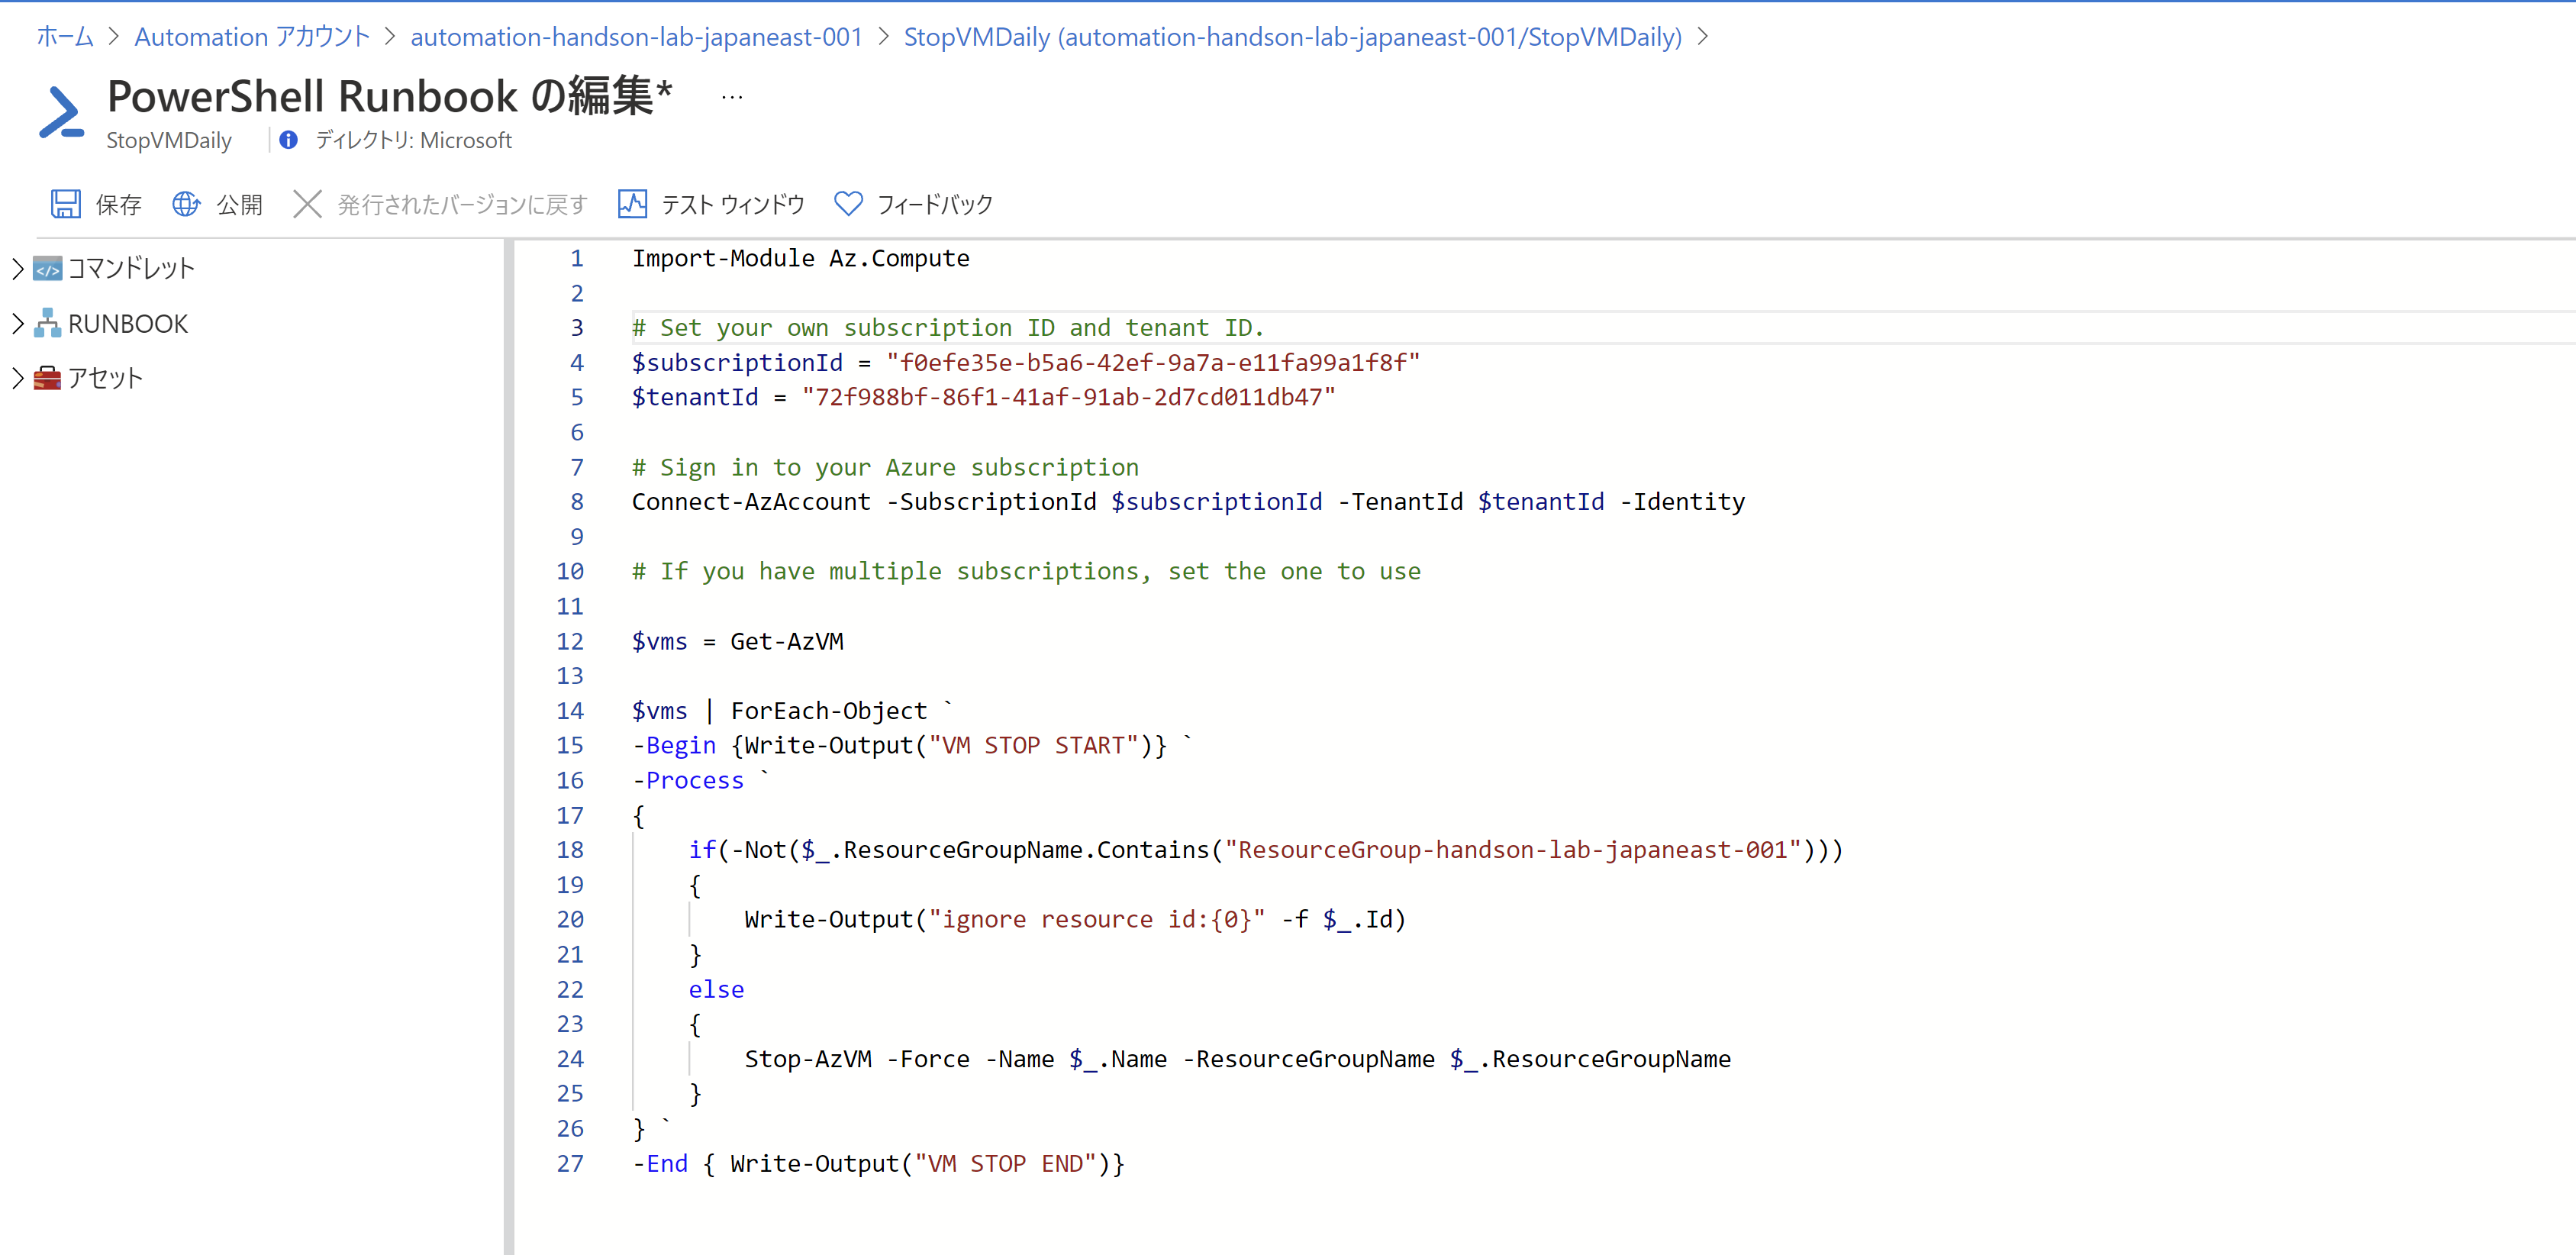 ホーム > Automation アカウント > automation-handson-lab-japaneast-001 > StopVMDaily (automation-handson-lab-japaneast-001/StopVMDaily) >
PowerShell Runbook の編集* ...
StopVMDaily ディレクトリ: Microsoft
保存 公開 発行されたバージョンに戻す テスト ウィンドウ フィードバック
コマンドレット
RUNBOOK
アセット
1 Import-Module Az.Compute
2
3 # Set your own subscription ID and tenant ID.
4 $subscriptionId = "f0efe35e-b5a6-42ef-9a7a-e11fa99a1f8f"
5 $tenantId = "72f988bf-86f1-41af-91ab-2d7cd011db47"
6
7 # Sign in to your Azure subscription
8 Connect-AzAccount -SubscriptionId $subscriptionId -TenantId $tenantId -Identity
9
10 # If you have multiple subscriptions, set the one to use
11
12 $vms = Get-AzVM
13
14 $vms | ForEach-Object `
15 -Begin {Write-Output("VM STOP START")} `
16 -Process `
17 {
18     if(-Not($_.ResourceGroupName.Contains("ResourceGroup-handson-lab-japaneast-001")))
19     {
20         Write-Output("ignore resource id:{0}" -f $_.Id)
21     }
22     else
23     {
24         Stop-AzVM -Force -Name $_.Name -ResourceGroupName $_.ResourceGroupName
25     }
26 } `
27 -End { Write-Output("VM STOP END")}